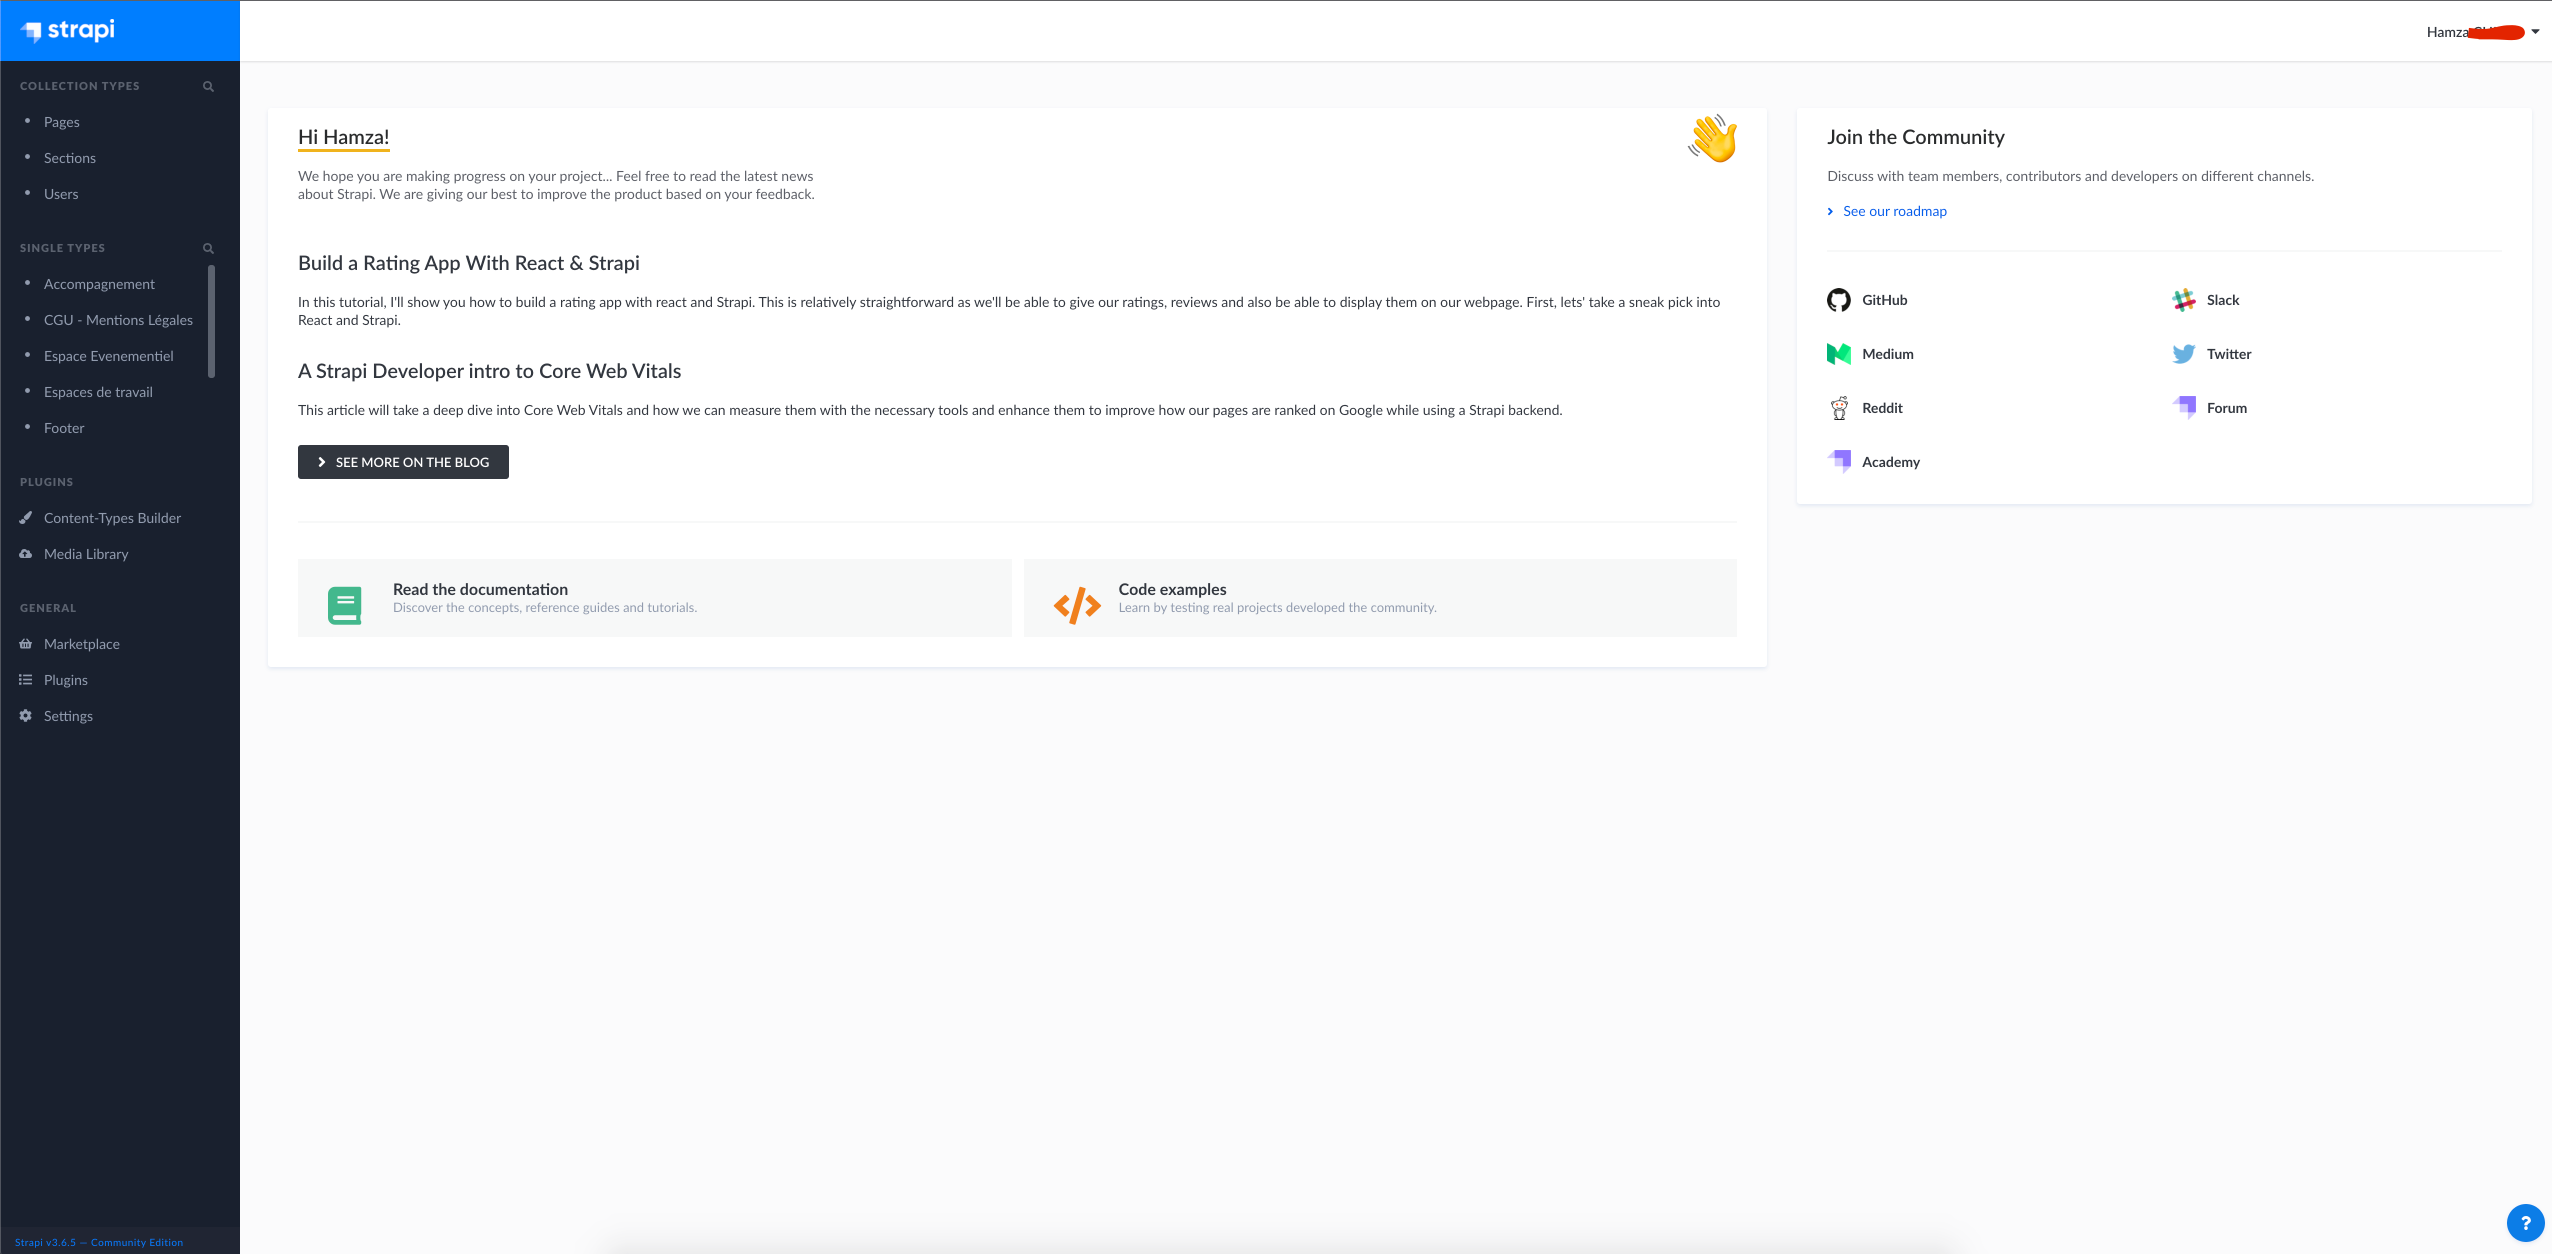 strapi
Hamza
COLLECTION TYPES
Pages
Sections
Users
SINGLE TYPES
Accompagnement
CGU - Mentions Légales
Espace Evenementiel
Espaces de travail
Footer
PLUGINS
Content-Types Builder
Media Library
GENERAL
Marketplace
Plugins
Settings
Strapi v3.6.5 — Community Edition
Hi Hamza!
We hope you are making progress on your project... Feel free to read the latest news
about Strapi. We are giving our best to improve the product based on your feedback.
Build a Rating App With React & Strapi
In this tutorial, I'll show you how to build a rating app with react and Strapi. This is relatively straightforward as we'll be able to give our ratings, reviews and also be able to display them on our webpage. First, lets' take a sneak pick into
React and Strapi.
A Strapi Developer intro to Core Web Vitals
This article will take a deep dive into Core Web Vitals and how we can measure them with the necessary tools and enhance them to improve how our pages are ranked on Google while using a Strapi backend.
SEE MORE ON THE BLOG
Read the documentation
Discover the concepts, reference guides and tutorials.
Code examples
Learn by testing real projects developed the community.
Join the Community
Discuss with team members, contributors and developers on different channels.
See our roadmap
GitHub
Slack
Medium
Twitter
Reddit
Forum
Academy
?